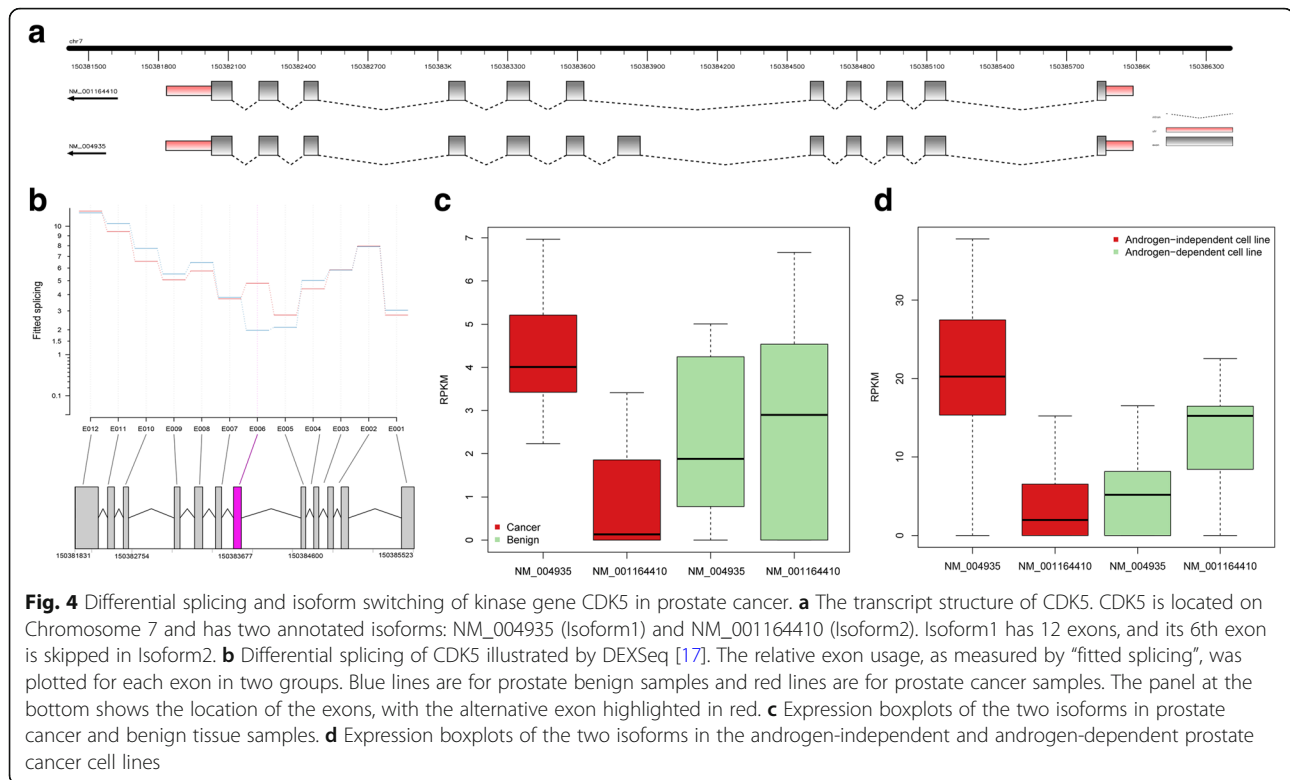 a
chr7
150381500 150381800 150382100 150382400 150382700 150383K 150383300 150383600 150383900 150384200 150384500 150384800 150385100 150385400 150385700 150386K 150386300
NM_001164410
NM_004935
b
Fitted splicing
10
8
6
5
4
3
2
1.5
1
0.1
E012 E011 E010 E009 E008 E007 E006 E005 E004 E003 E002 E001
150381831 150382754 150383677 150384600 150385523
c
RPKM
7
6
5
4
3
2
1
0
Cancer
Benign
NM_004935 NM_001164410 NM_004935 NM_001164410
d
RPKM
30
20
10
0
Androgen-independent cell line
Androgen-dependent cell line
NM_004935 NM_001164410 NM_004935 NM_001164410
Fig. 4 Differential splicing and isoform switching of kinase gene CDK5 in prostate cancer. a The transcript structure of CDK5. CDK5 is located on
Chromosome 7 and has two annotated isoforms: NM_004935 (Isoform1) and NM_001164410 (Isoform2). Isoform1 has 12 exons, and its 6th exon
is skipped in Isoform2. b Differential splicing of CDK5 illustrated by DEXSeq [17]. The relative exon usage, as measured by “fitted splicing”, was
plotted for each exon in two groups. Blue lines are for prostate benign samples and red lines are for prostate cancer samples. The panel at the
bottom shows the location of the exons, with the alternative exon highlighted in red. c Expression boxplots of the two isoforms in prostate
cancer and benign tissue samples. d Expression boxplots of the two isoforms in the androgen-independent and androgen-dependent prostate
cancer cell lines